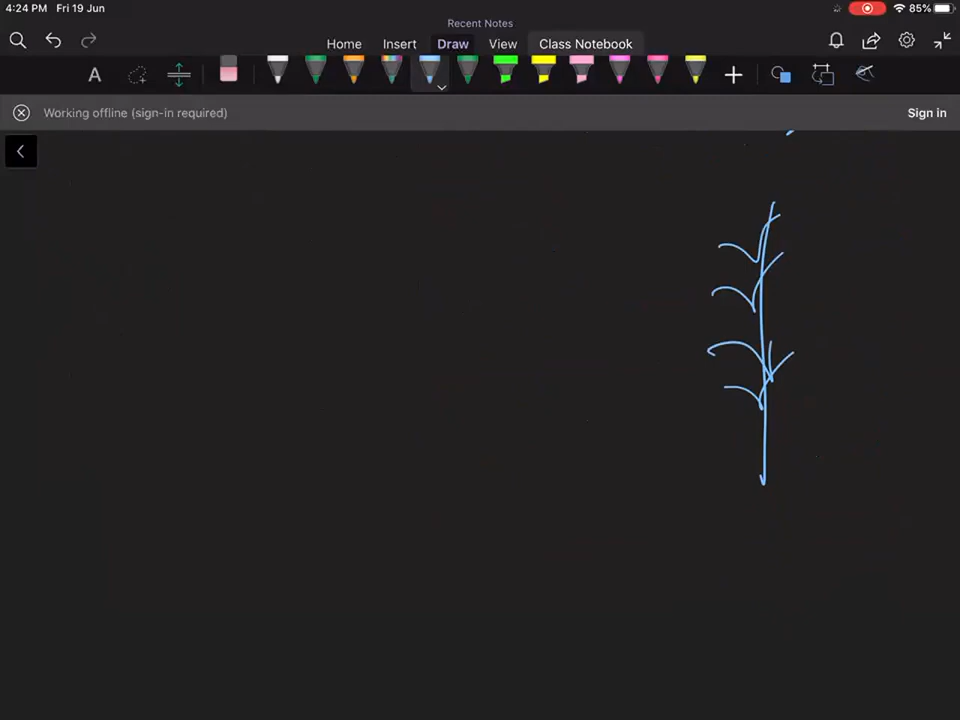 4:24 PM Fri 19 Jun 85%
Recent Notes
Home Insert Draw View Class Notebook
A
Working offline (sign-in required) Sign in